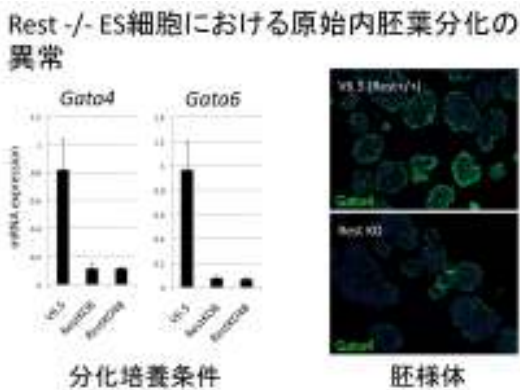 Rest -/- ES細胞における原始内胚葉分化の
異常
Gata4
Gata6
mRNA expression
V6.5
V6.5
V6.5 (Rest+/+)
Gata4
Rest KO
Gata4
分化培養条件
胚様体